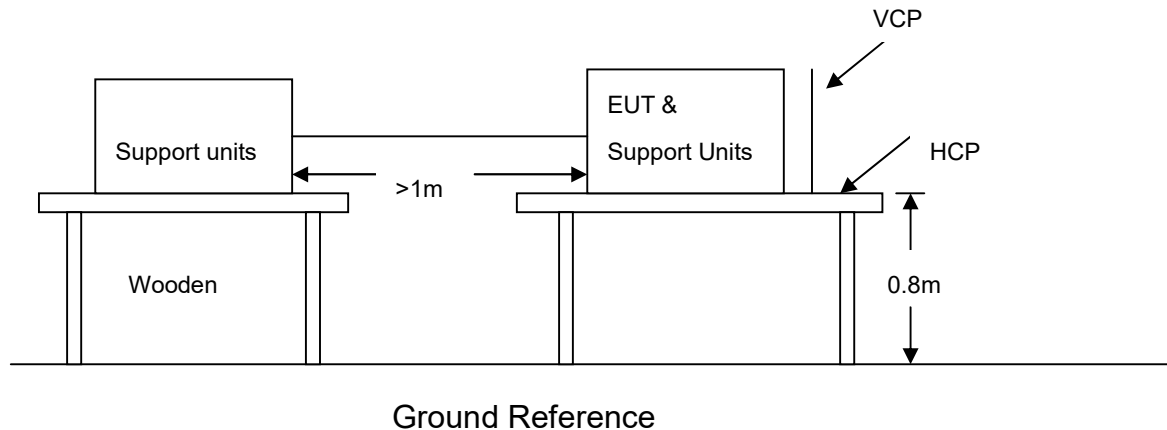 VCP
EUT &
Support units
Support Units
HCP
>1m
Wooden
0.8m
Ground Reference